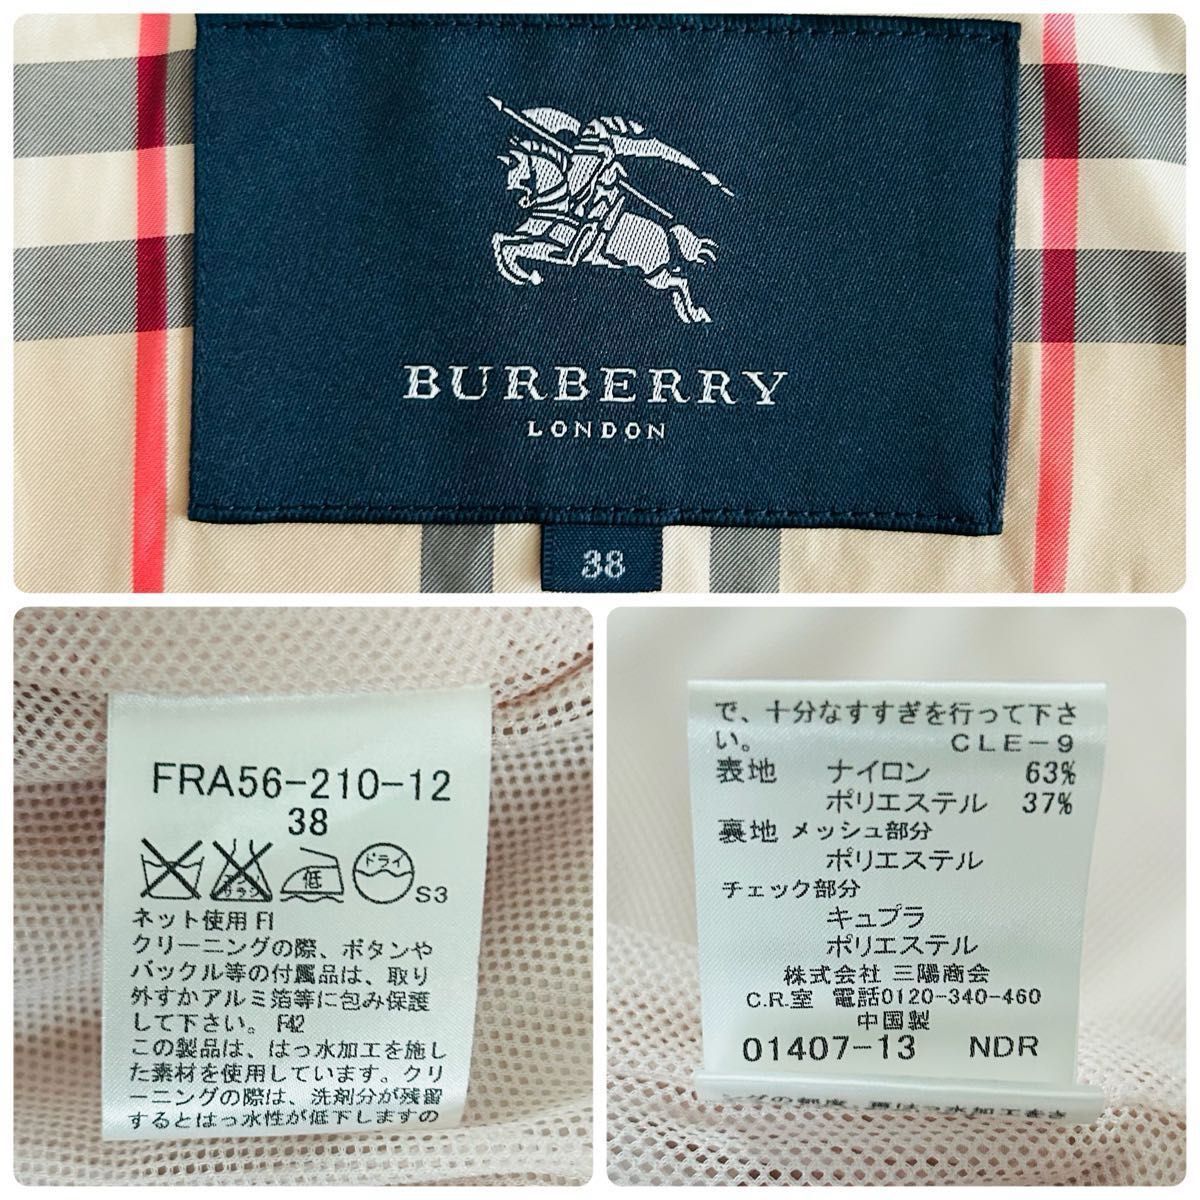 BURBERRY
LONDON
38
FRA56-210-12
38
低
ドライ
S3
ネット使用 F1
クリーニングの際、ボタンや
バックル等の付属品は、取り
外すかアルミ箔等に包み保護
して下さい。 F42
この製品は、はっ水加工を施し
た素材を使用しています。クリ
ーニングの際は、洗剤分が残留
するとはっ水性が低下しますの
で、十分なすすぎを行って下さ
い。 CLE-9
表地 ナイロン 63%
ポリエステル 37%
裏地 メッシュ部分
ポリエステル
チェック部分
キュプラ
ポリエステル
株式会社 三陽商会
C.R.室 電話0120-340-460
中国製
01407-13 NDR